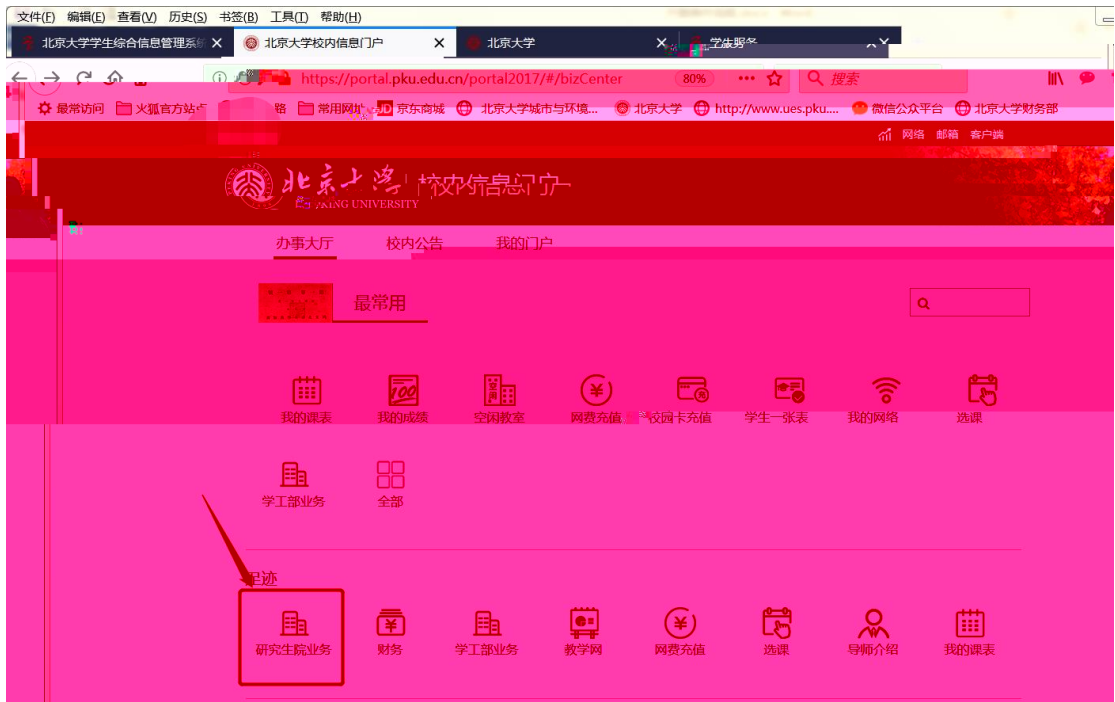 文件(F) 编辑(E) 查看(V) 历史(S) 书签(B) 工具(T) 帮助(H)
北京大学学生综合信息管理系统 × 北京大学校内信息门户 × 北京大学 ×
https://portal.pku.edu.cn/portal2017/#/bizCenter 80% ••• 搜索
最常访问 火狐官方站点 常用网址 JD 京东商城 北京大学城市与环境... 北京大学 http://www.ues.pku.... 微信公众平台 北京大学财务部
网络 邮箱 客户端
北京大学 校内信息门户
UNIVERSITY
办事大厅 校内公告 我的门户
最常用
我的课表 我的成绩 空闲教室 网费充值 校园卡充值 学生一张表 我的网络 选课
学工部业务 全部
足迹
研究生院业务 财务 学工部业务 教学网 网费充值 选课 导师介绍 我的课表